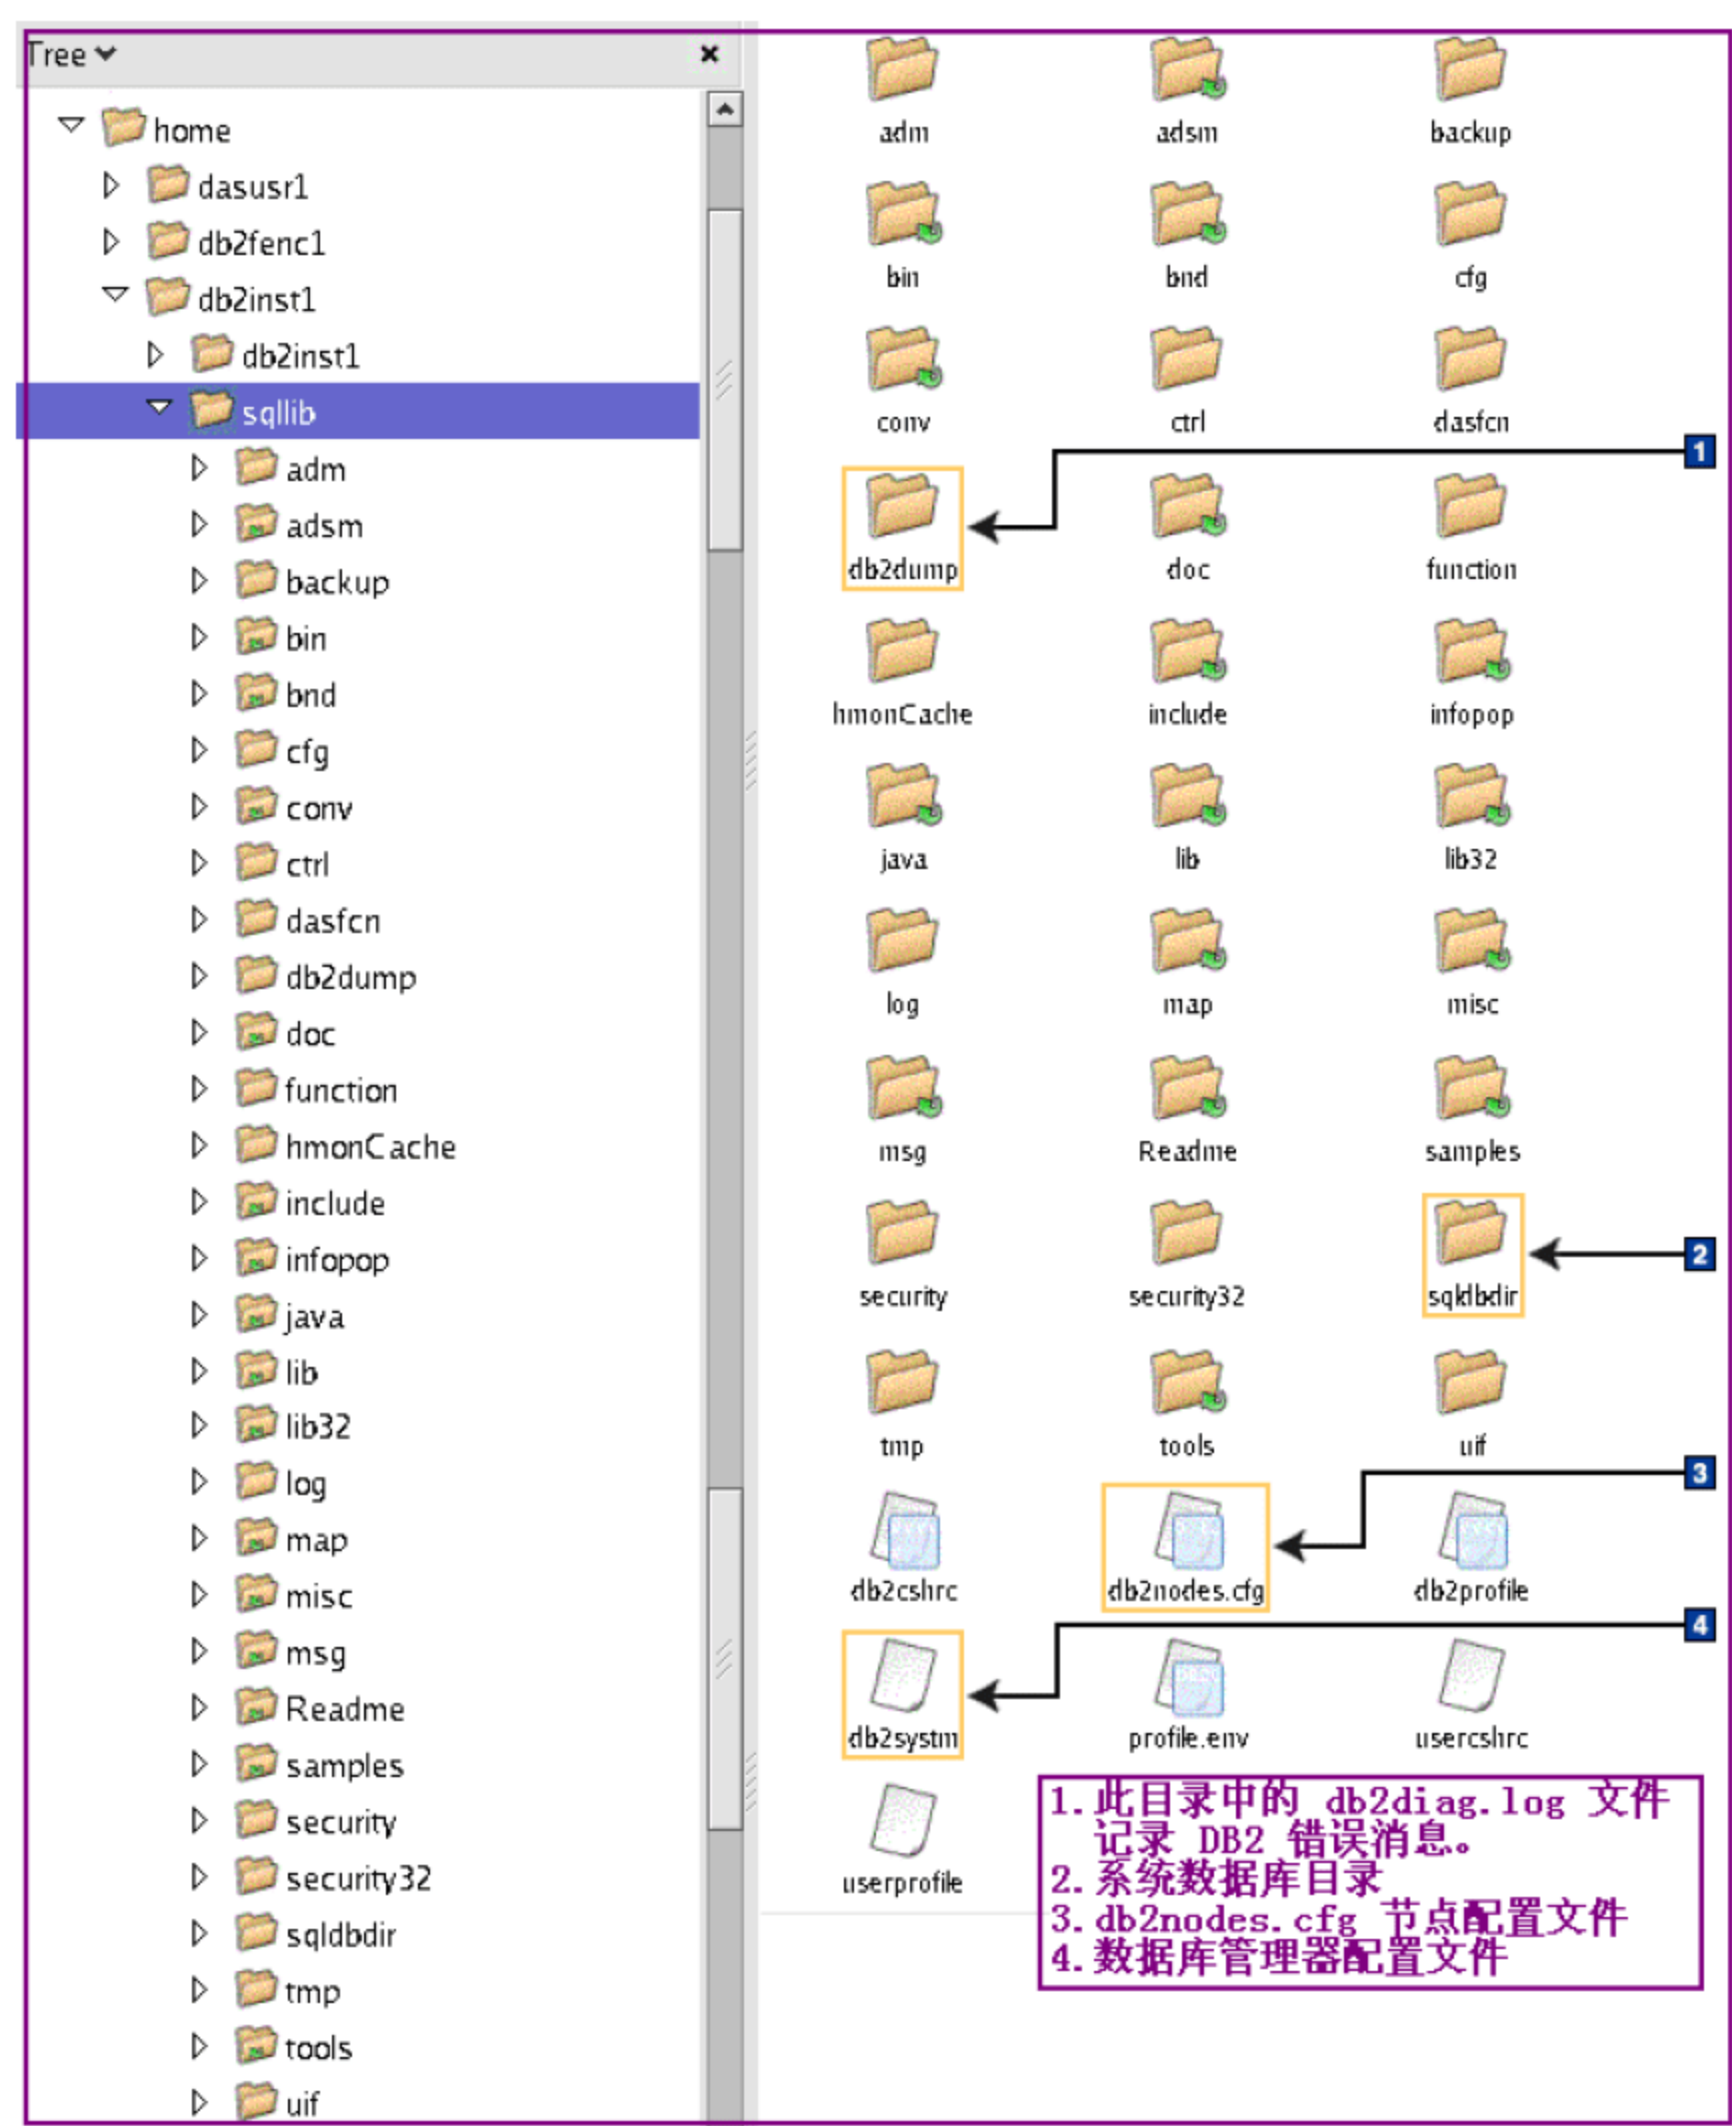 Tree
home
dasusr1
db2fenc1
db2inst1
db2inst1
sqllib
adm
adsm
backup
bin
bnd
cfg
conv
ctrl
dasfcn
db2dump
doc
function
hmonCache
include
infopop
java
lib
lib32
log
map
misc
msg
Readme
samples
security
security32
sqldbdir
tmp
tools
uif
adm adsm backup
bin bnd cfg
conv ctrl dasfcn
1
db2dump doc function
hmonCache include infopop
java lib lib32
log map misc
msg Readme samples
2
security security32 sqldbdir
tmp tools uif
3
db2cshrc db2nodes.cfg db2profile
4
db2systm profile.env usercshrc
userprofile
1.此目录中的 db2diag.log 文件
记录 DB2 错误消息。
2.系统数据库目录
3.db2nodes.cfg 节点配置文件
4.数据库管理器配置文件